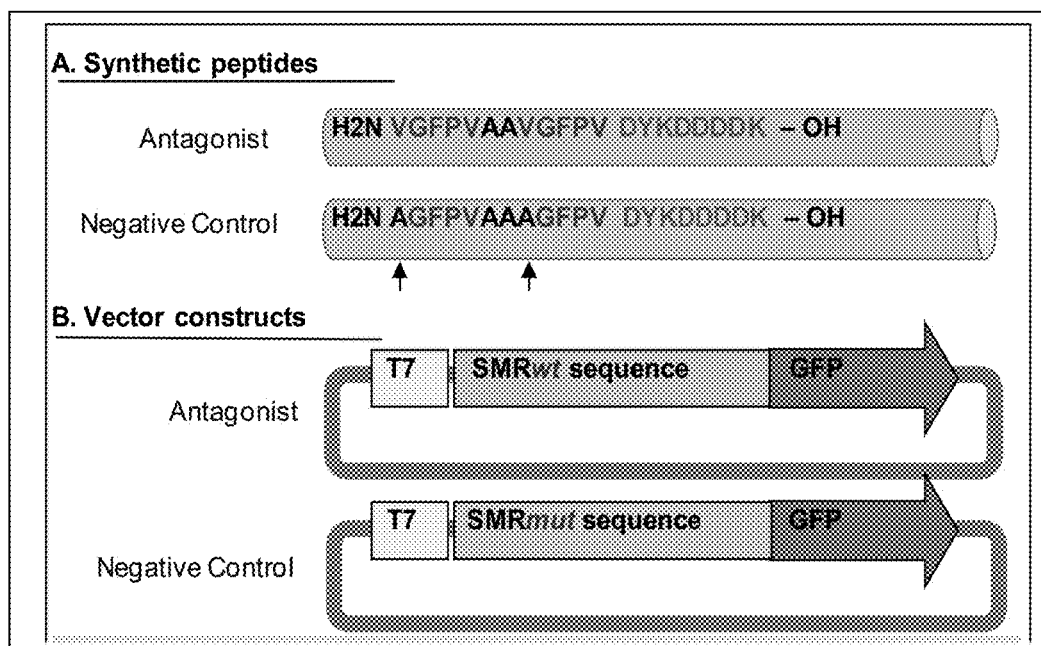 A. Synthetic peptides
Antagonist
H2N VGFPVAAVGFPV DYKDDDDK – OH
Negative Control
H2N AGFPVAAAGFPV DYKDDDDK – OH
B. Vector constructs
T7 SMRwt sequence GFP
Antagonist
T7 SMRmut sequence GFP
Negative Control